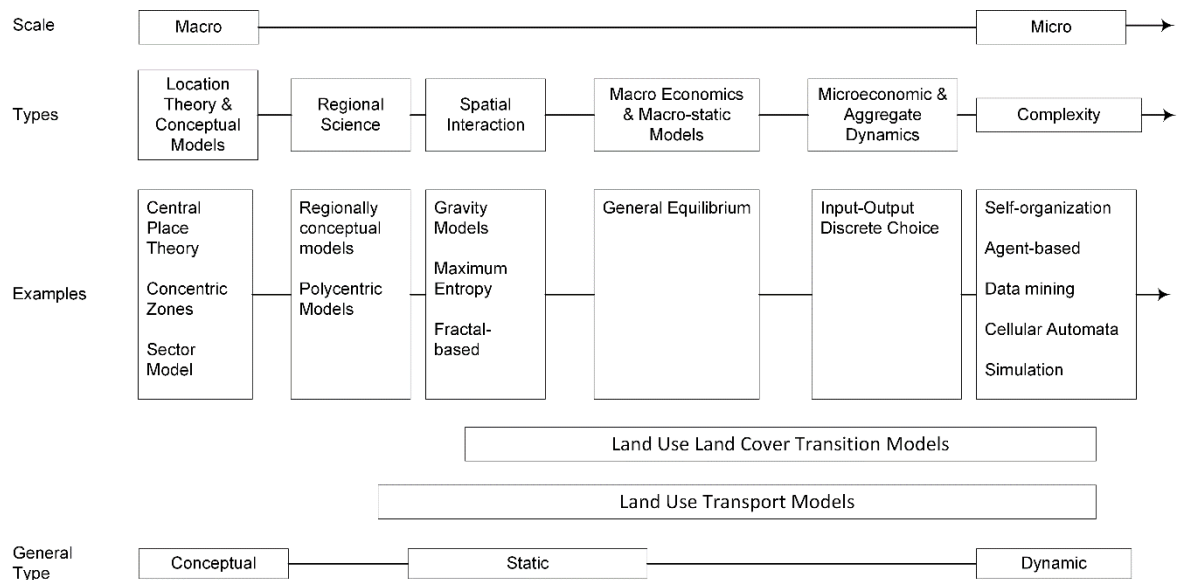 Scale
Macro
Micro
Types
Location
Theory &
Conceptual
Models
Regional
Science
Spatial
Interaction
Macro Economics
& Macro-static
Models
Microeconomic &
Aggregate
Dynamics
Complexity
Examples
Central
Place
Theory
Concentric
Zones
Sector
Model
Regionally
conceptual
models
Polycentric
Models
Gravity
Models
Maximum
Entropy
Fractal-
based
General Equilibrium
Input-Output
Discrete Choice
Self-organization
Agent-based
Data mining
Cellular Automata
Simulation
Land Use Land Cover Transition Models
Land Use Transport Models
General
Type
Conceptual
Static
Dynamic